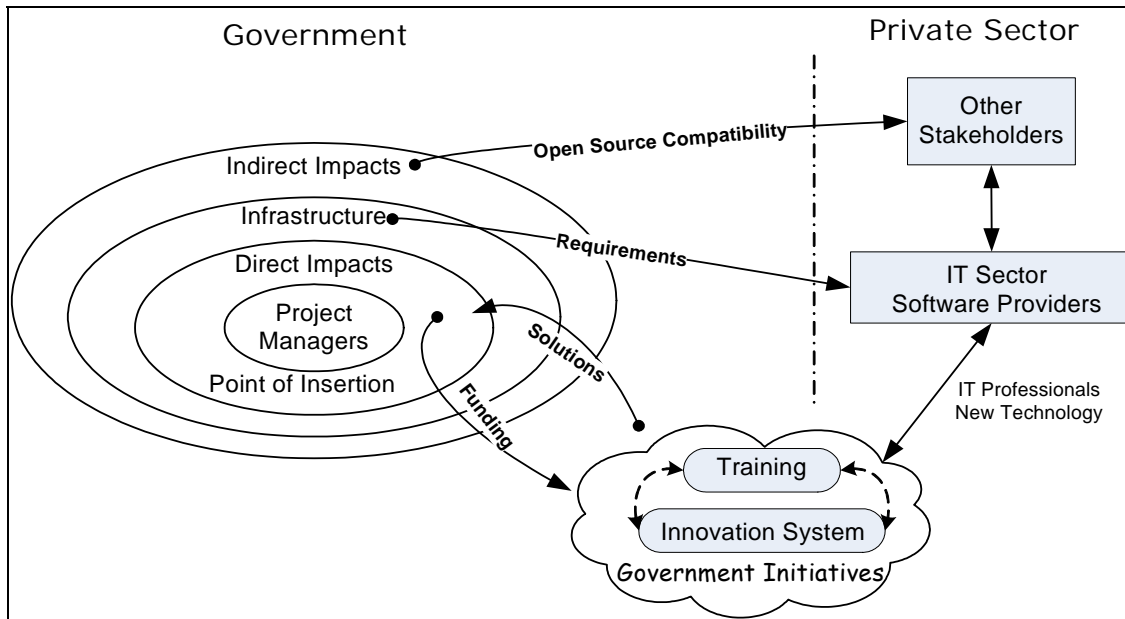 Government
Private Sector
Other
Stakeholders
Open Source Compatibility
Indirect Impacts
Infrastructure
Requirements
Direct Impacts
IT Sector
Software Providers
Project
Managers
Point of Insertion
Solutions
Funding
IT Professionals
New Technology
Training
Innovation System
Government Initiatives